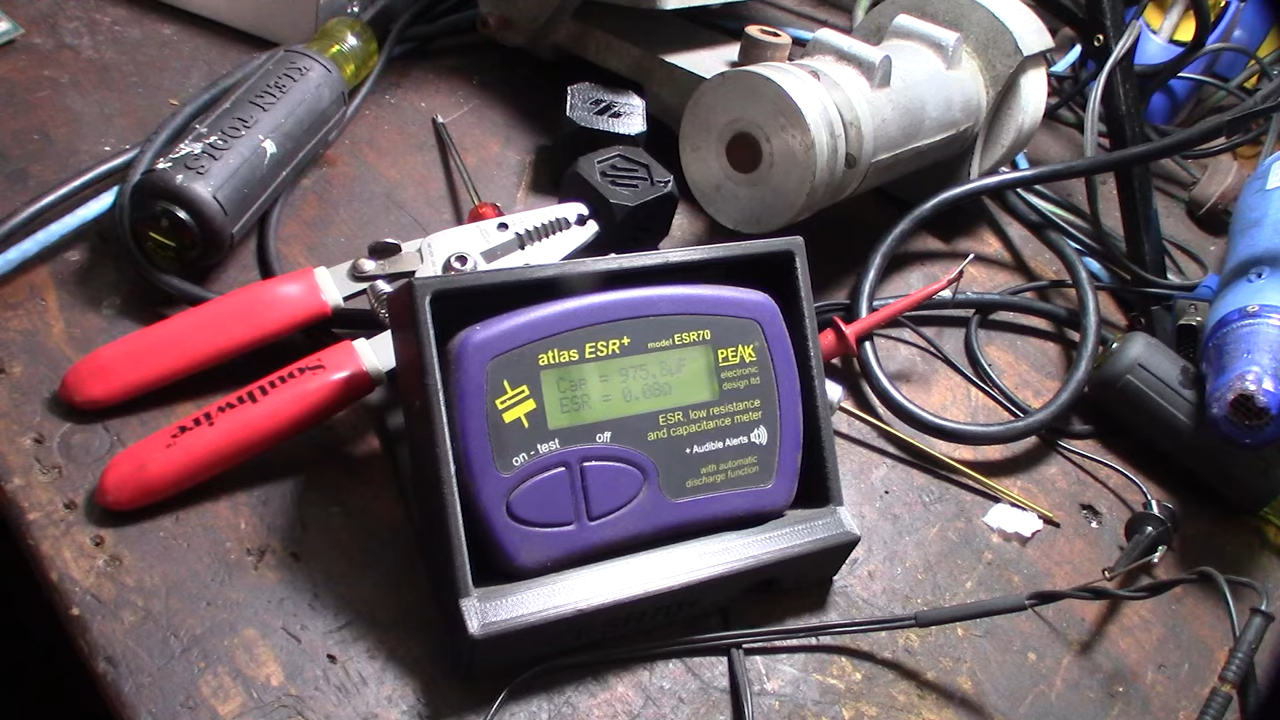 KLEIN TOOLS
Southwire
atlas ESR+ model ESR70
PEAK
electronic
design ltd
Cap = 975.8µF
ESR = 0.08Ω
ESR, low resistance
and capacitance meter
+ Audible Alerts
on - test off
with automatic
discharge function